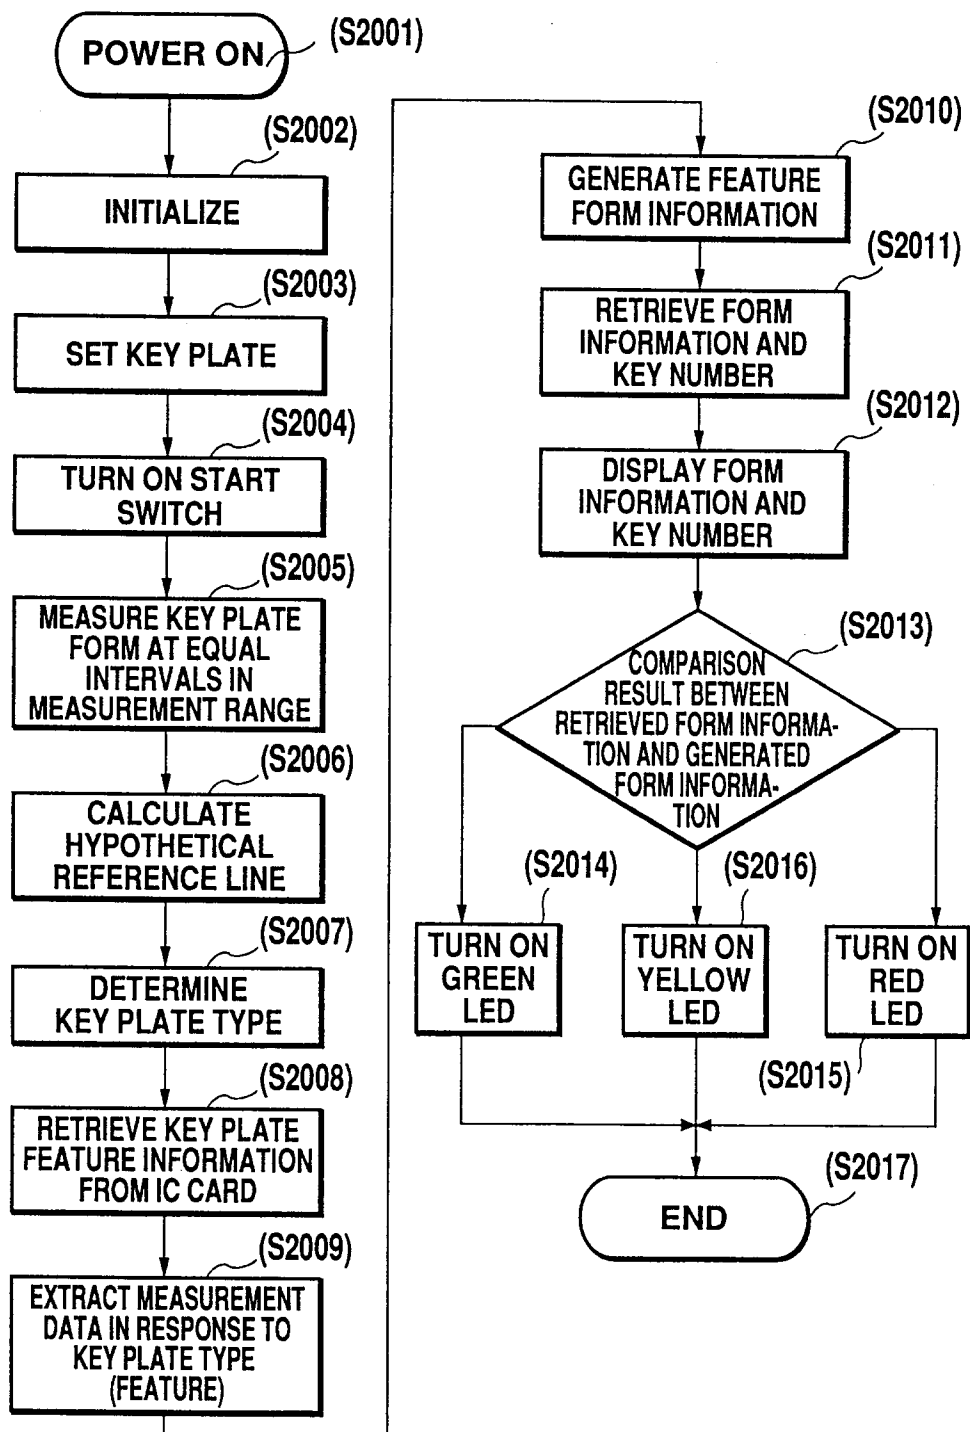 POWER ON
(S2001)
(S2002)
INITIALIZE
(S2003)
SET KEY PLATE
(S2004)
TURN ON START
SWITCH
(S2005)
MEASURE KEY PLATE
FORM AT EQUAL
INTERVALS IN
MEASUREMENT RANGE
(S2006)
CALCULATE
HYPOTHETICAL
REFERENCE LINE
(S2007)
DETERMINE
KEY PLATE TYPE
(S2008)
RETRIEVE KEY PLATE
FEATURE INFORMATION
FROM IC CARD
(S2009)
EXTRACT MEASUREMENT
DATA IN RESPONSE TO
KEY PLATE TYPE
(FEATURE)
(S2010)
GENERATE FEATURE
FORM INFORMATION
(S2011)
RETRIEVE FORM
INFORMATION AND
KEY NUMBER
(S2012)
DISPLAY FORM
INFORMATION AND
KEY NUMBER
(S2013)
COMPARISON
RESULT BETWEEN
RETRIEVED FORM INFORMA-
TION AND GENERATED
FORM INFORMA-
TION
(S2014)
TURN ON
GREEN
LED
(S2016)
TURN ON
YELLOW
LED
TURN ON
RED
LED
(S2015)
(S2017)
END